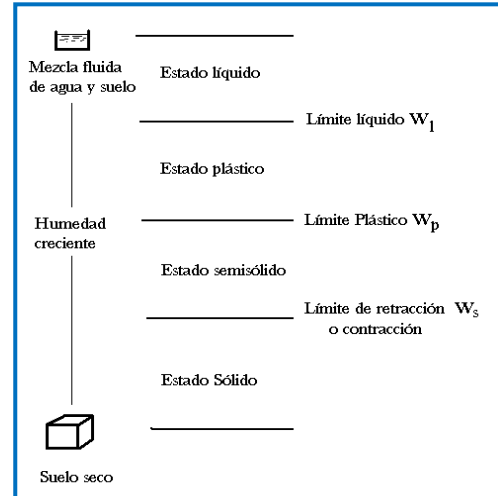 Mezcla fluida
de agua y suelo
Estado líquido
Límite líquido W₁
Estado plástico
Humedad
creciente
Límite Plástico Wₚ
Estado semisólido
Límite de retracción Wₛ
o contracción
Estado Sólido
Suelo seco